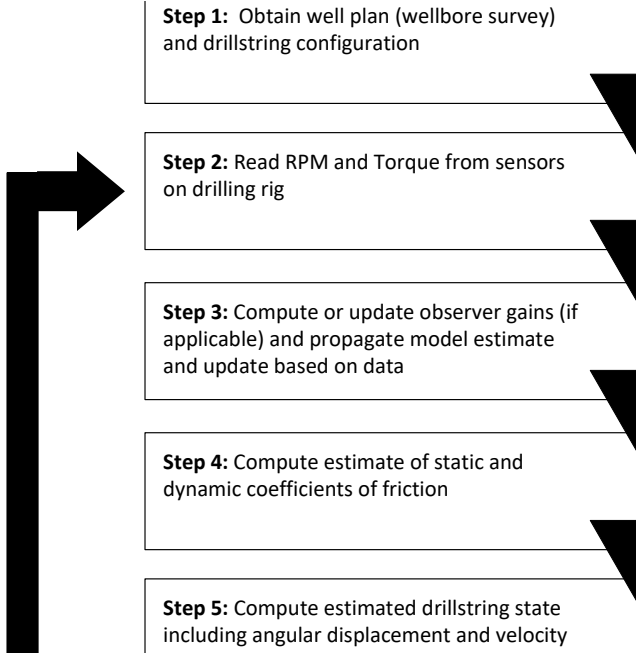 Step 1:  Obtain well plan (wellbore survey)
and drillstring configuration
Step 2: Read RPM and Torque from sensors
on drilling rig
Step 3: Compute or update observer gains (if
applicable) and propagate model estimate
and update based on data
Step 4: Compute estimate of static and
dynamic coefficients of friction
Step 5: Compute estimated drillstring state
including angular displacement and velocity